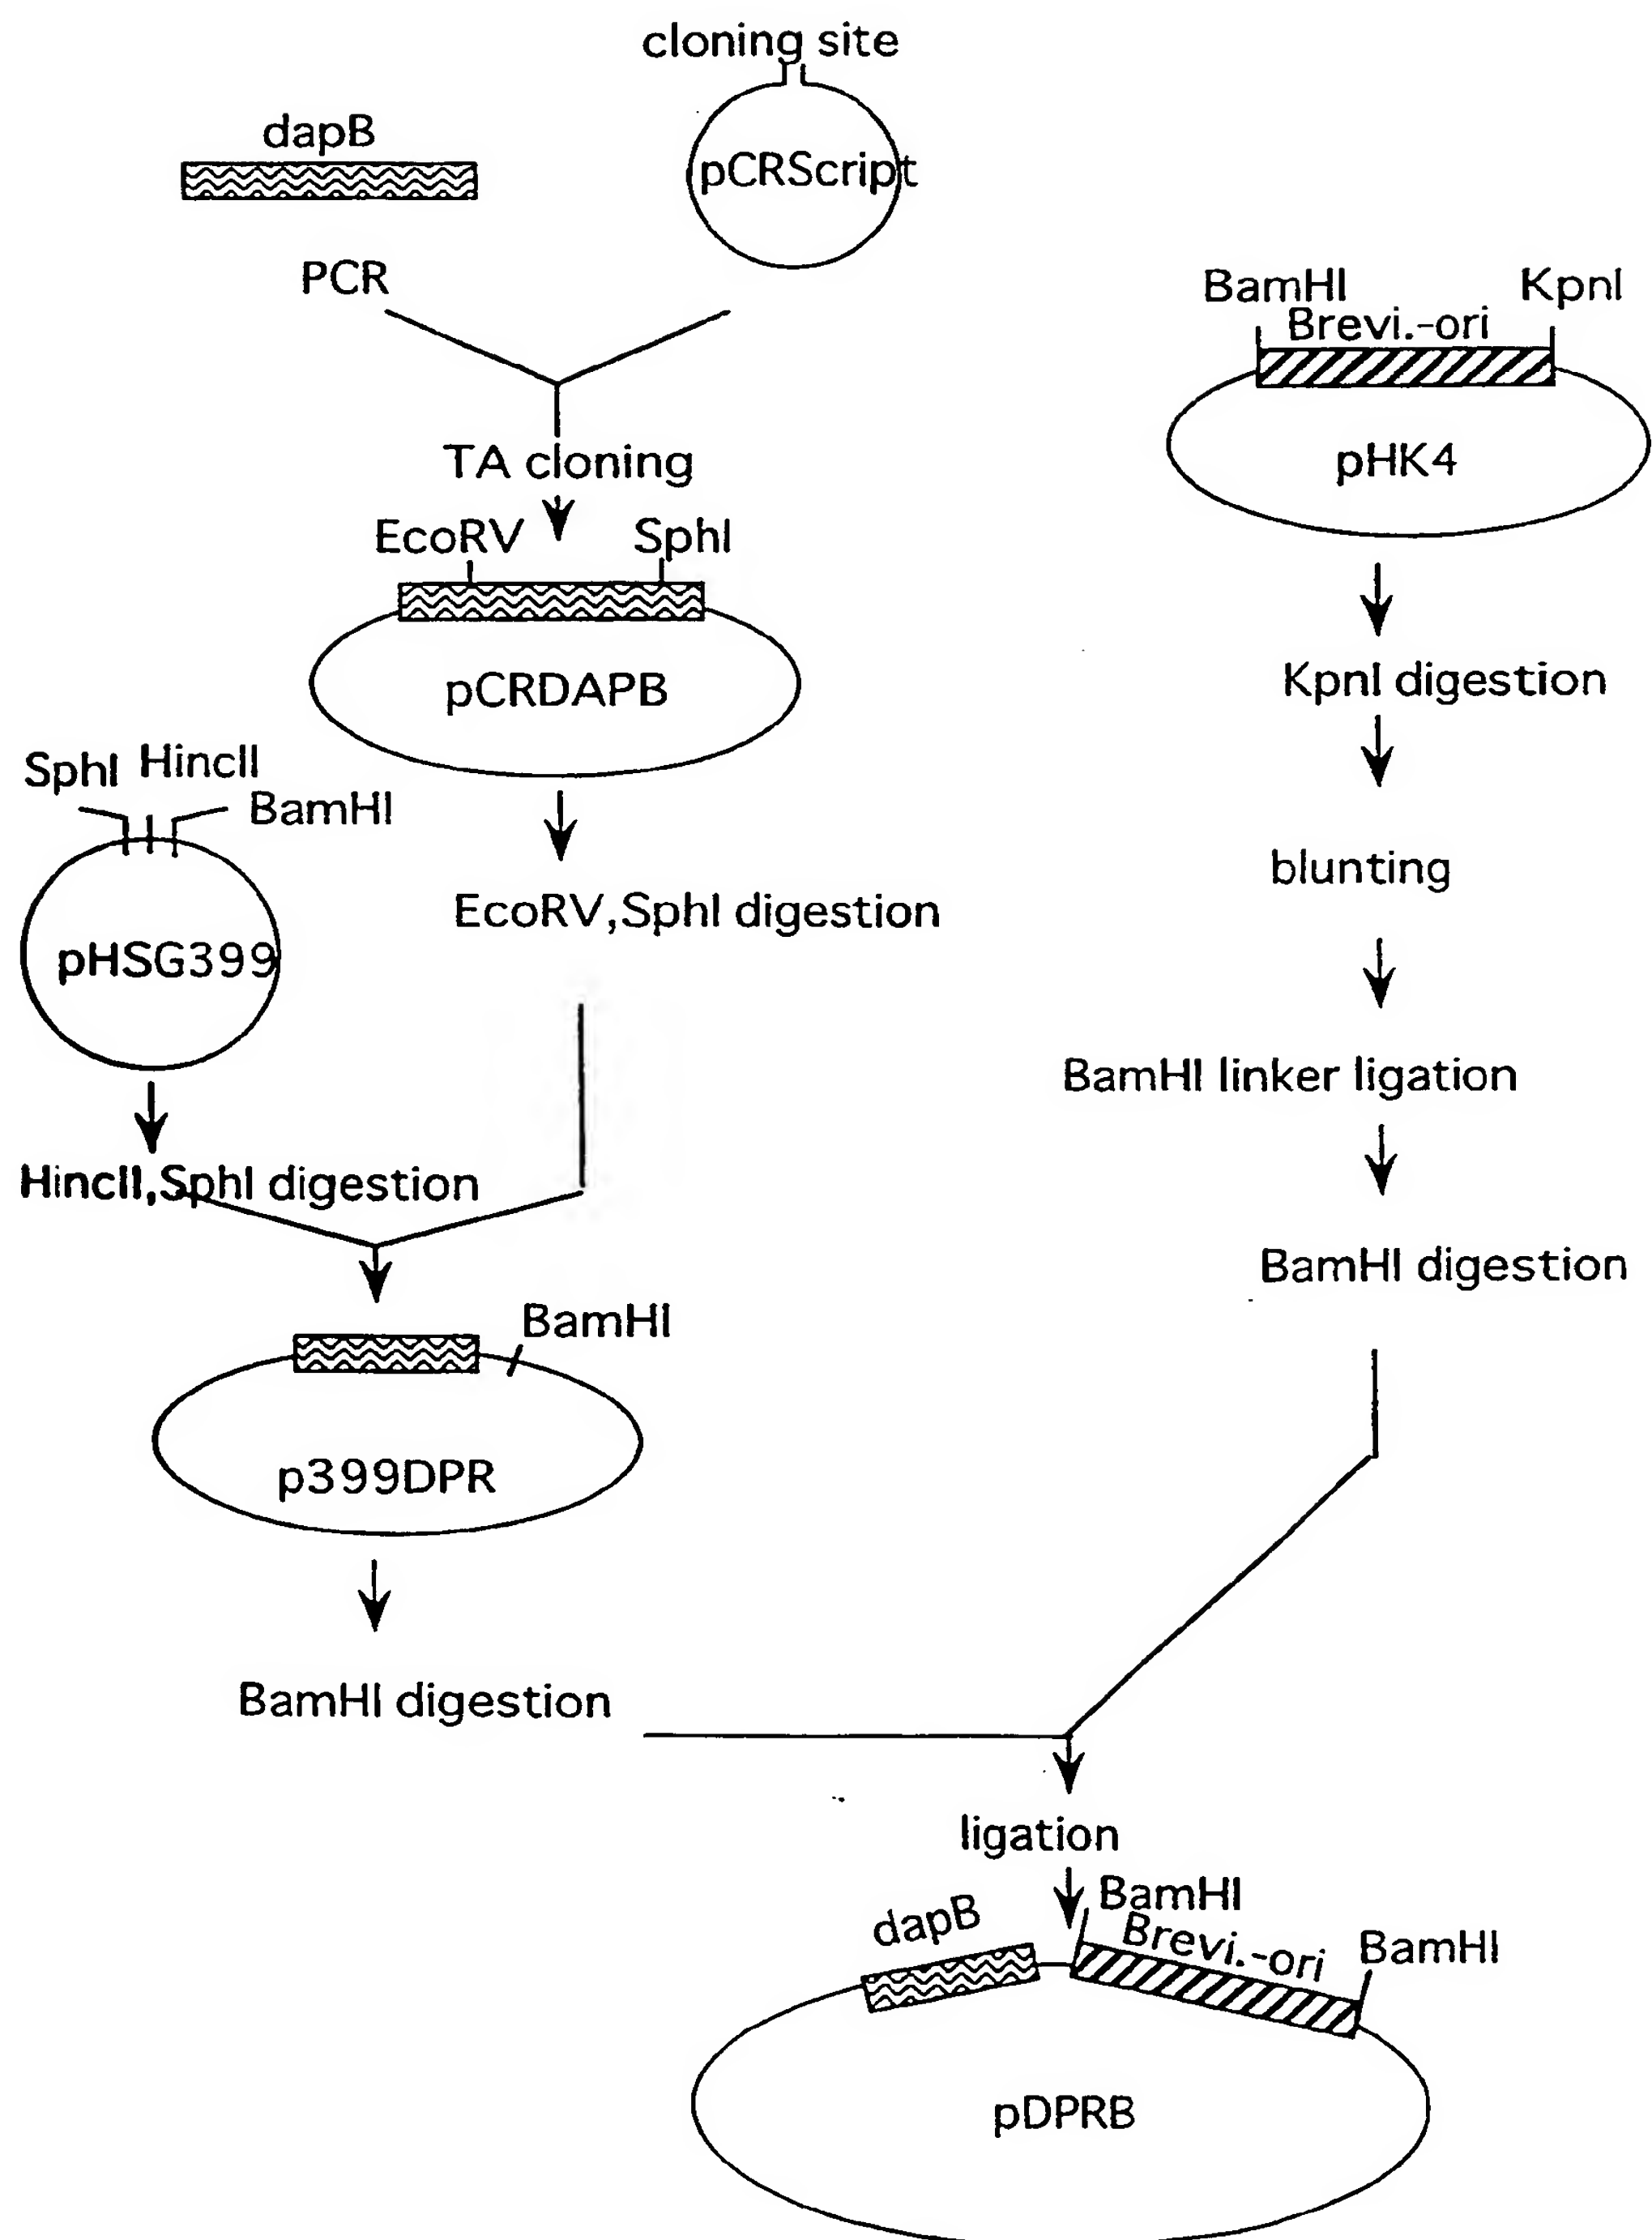 cloning site
dapB
pCRScript
PCR
BamHI
KpnI
Brevi.-ori
pHK4
TA cloning
EcoRV
SphI
pCRDAPB
KpnI digestion
SphI
HincII
BamHI
blunting
EcoRV,SphI digestion
pHSG399
BamHI linker ligation
HincII,SphI digestion
BamHI digestion
BamHI
p399DPR
BamHI digestion
ligation
BamHI
dapB
Brevi.-ori
BamHI
pDPRB